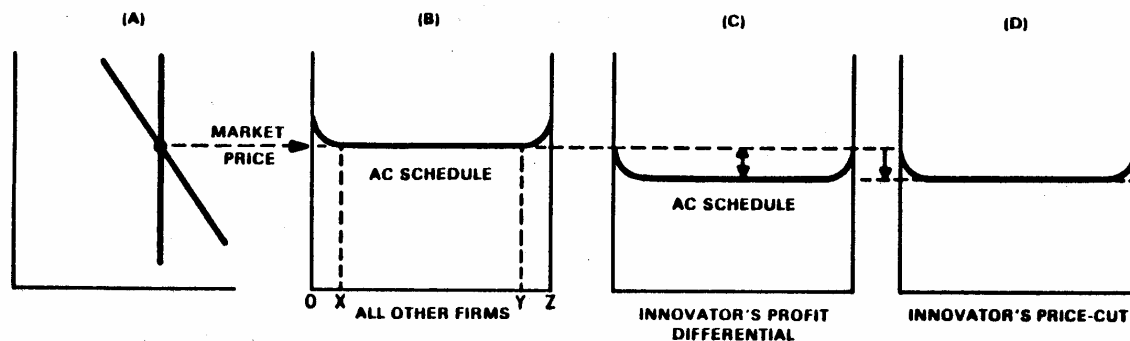 (A)
(B)
(C)
(D)
MARKET
PRICE
AC SCHEDULE
AC SCHEDULE
O X Y Z
ALL OTHER FIRMS
INNOVATOR'S PROFIT
DIFFERENTIAL
INNOVATOR'S PRICE-CUT